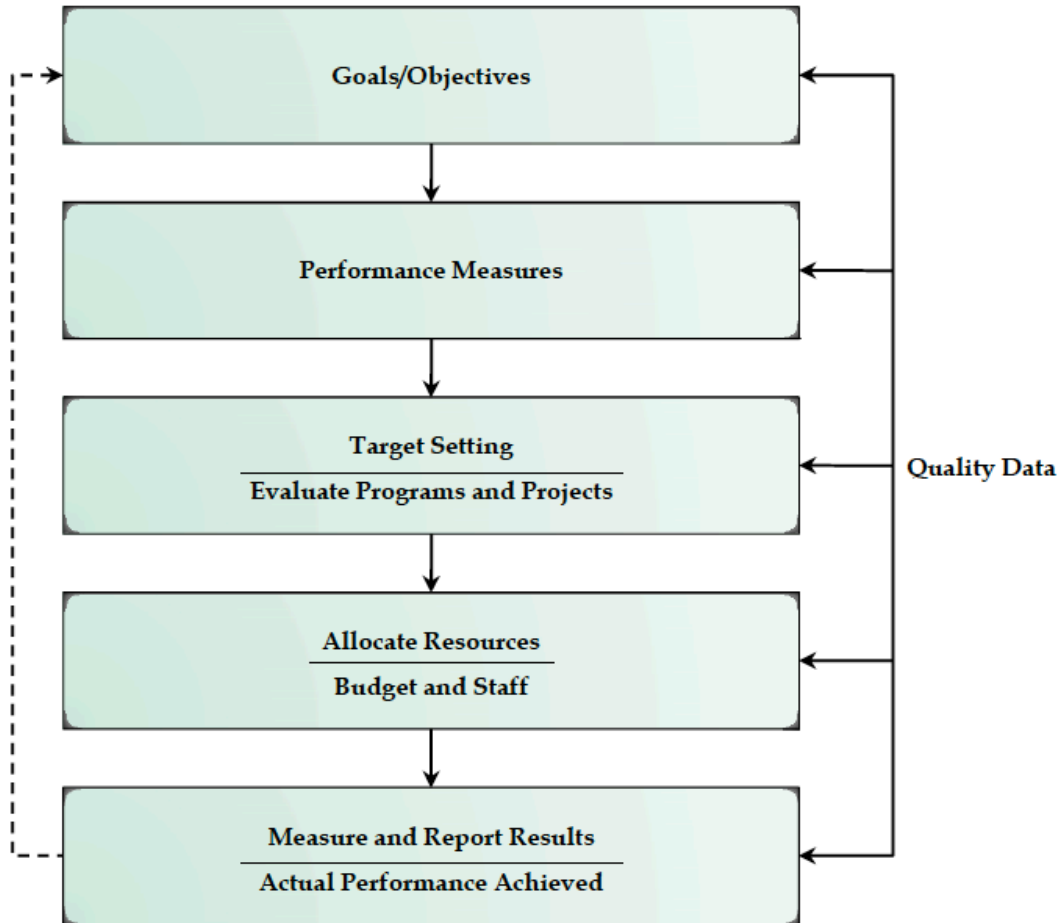 Goals/Objectives
Performance Measures
Target Setting
Evaluate Programs and Projects
Quality Data
Allocate Resources
Budget and Staff
Measure and Report Results
Actual Performance Achieved